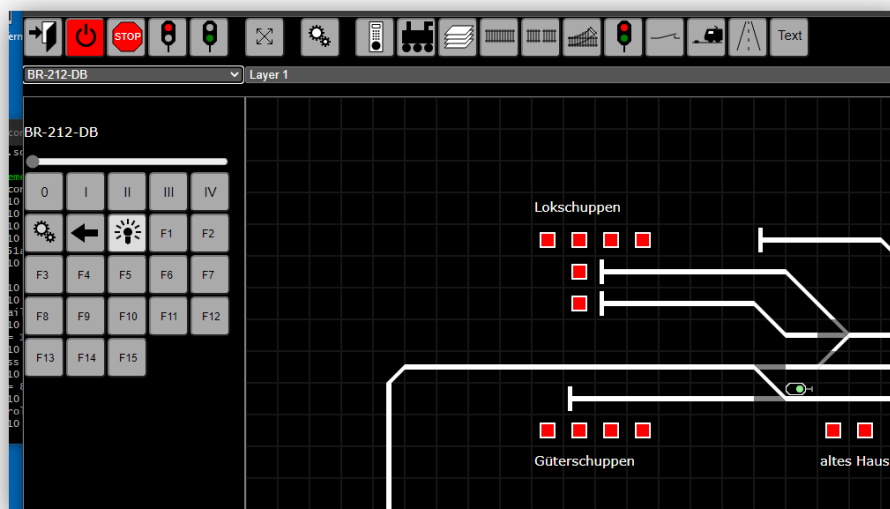 STOP
Text
BR-212-DB
Layer 1
BR-212-DB
0 I II III IV
F1 F2
F3 F4 F5 F6 F7
F8 F9 F10 F11 F12
F13 F14 F15
Lokschuppen
Güterschuppen
altes Haus